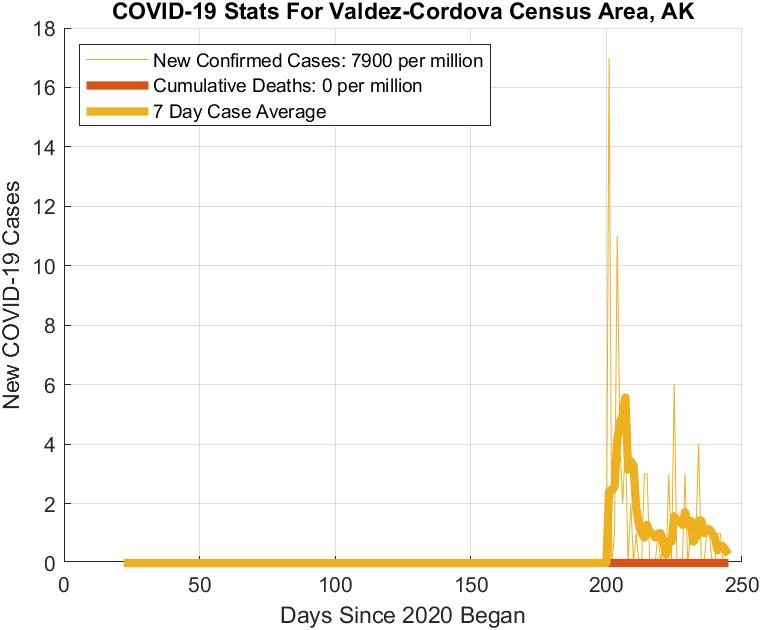 COVID-19 Stats For Valdez-Cordova Census Area, AK
18
16
14
12
10
8
6
4
2
0
New COVID-19 Cases
New Confirmed Cases: 7900 per million
Cumulative Deaths: 0 per million
7 Day Case Average
0 50 100 150 200 250
Days Since 2020 Began